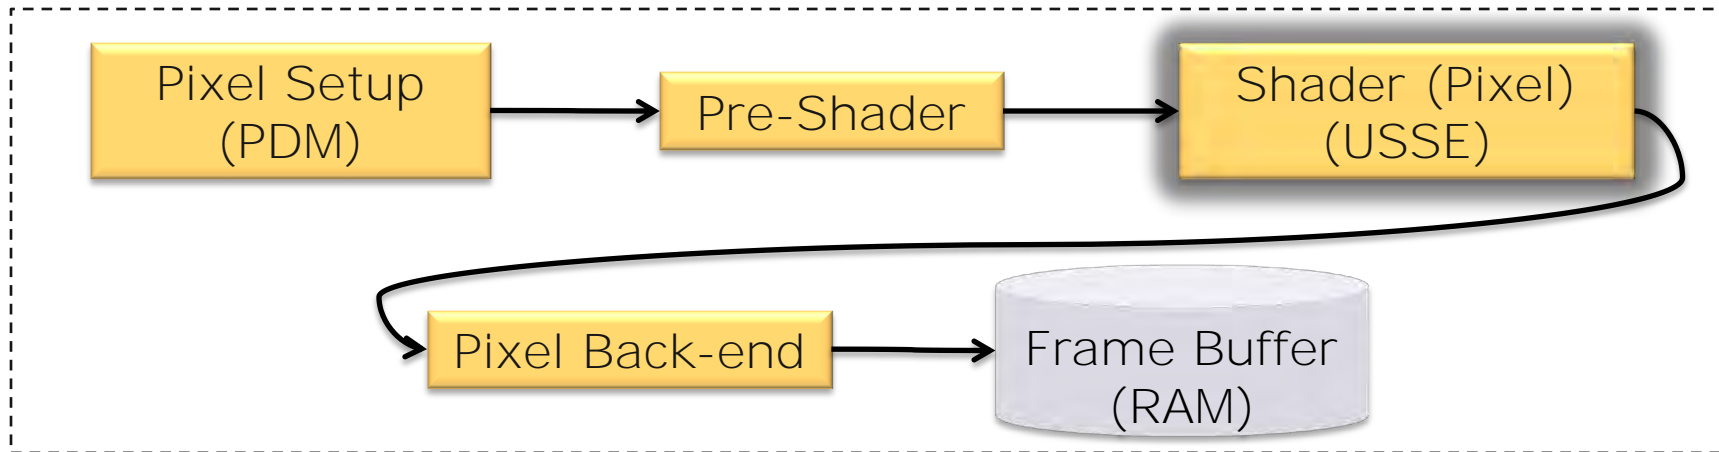 Pixel Setup
(PDM)
Pre-Shader
Shader (Pixel)
(USSE)
Pixel Back-end
Frame Buffer
(RAM)